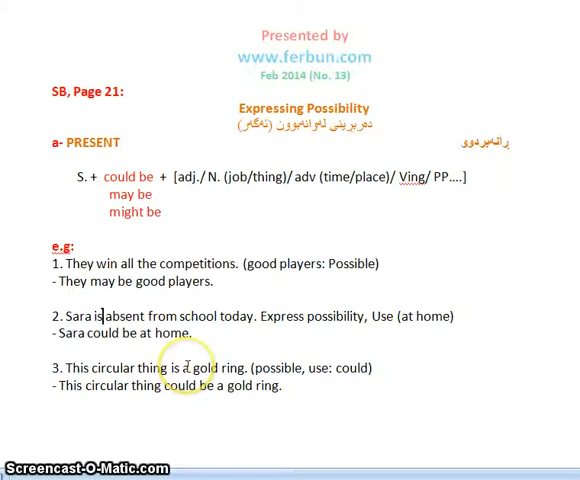 Presented by
www.ferbun.com
Feb 2014 (No. 13)
SB, Page 21:
Expressing Possibility
دەربڕینی لەوانەبوون (ئەگەر)
a- PRESENT ڕانەبردوو
S. + could be + [adj./ N. (job/thing)/ adv (time/place)/ Ving/ PP....]
may be
might be
e.g:
1. They win all the competitions. (good players: Possible)
- They may be good players.
2. Sara is absent from school today. Express possibility, Use (at home)
- Sara could be at home.
3. This circular thing is a gold ring. (possible, use: could)
- This circular thing could be a gold ring.
Screencast-O-Matic.com